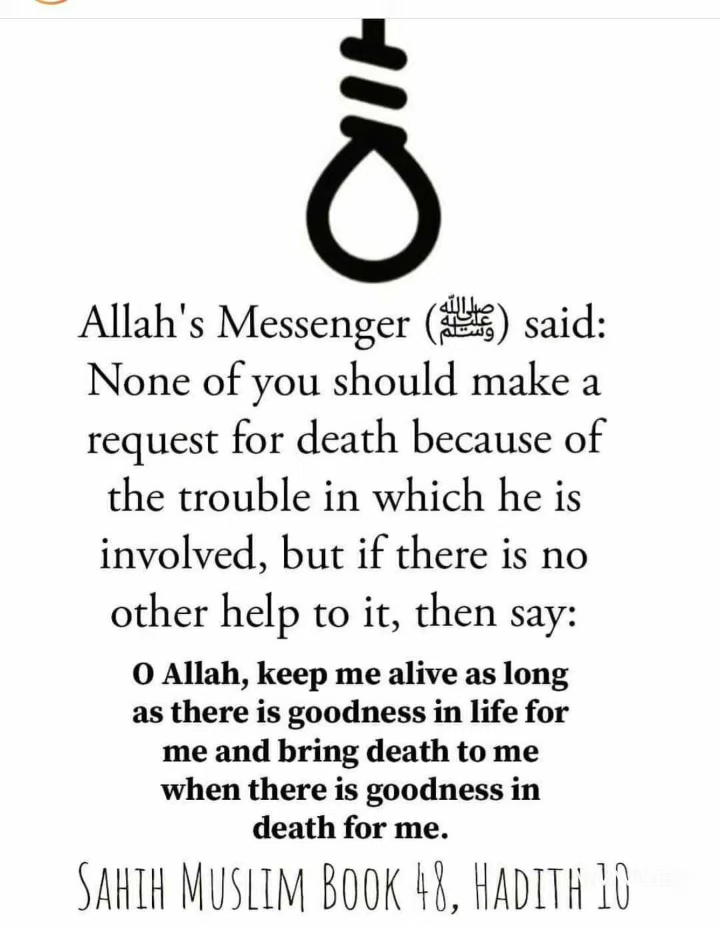 Allah's Messenger (ﷺ) said:
None of you should make a
request for death because of
the trouble in which he is
involved, but if there is no
other help to it, then say:
O Allah, keep me alive as long
as there is goodness in life for
me and bring death to me
when there is goodness in
death for me.
SAHIH MUSLIM BOOK 48, HADITH 10